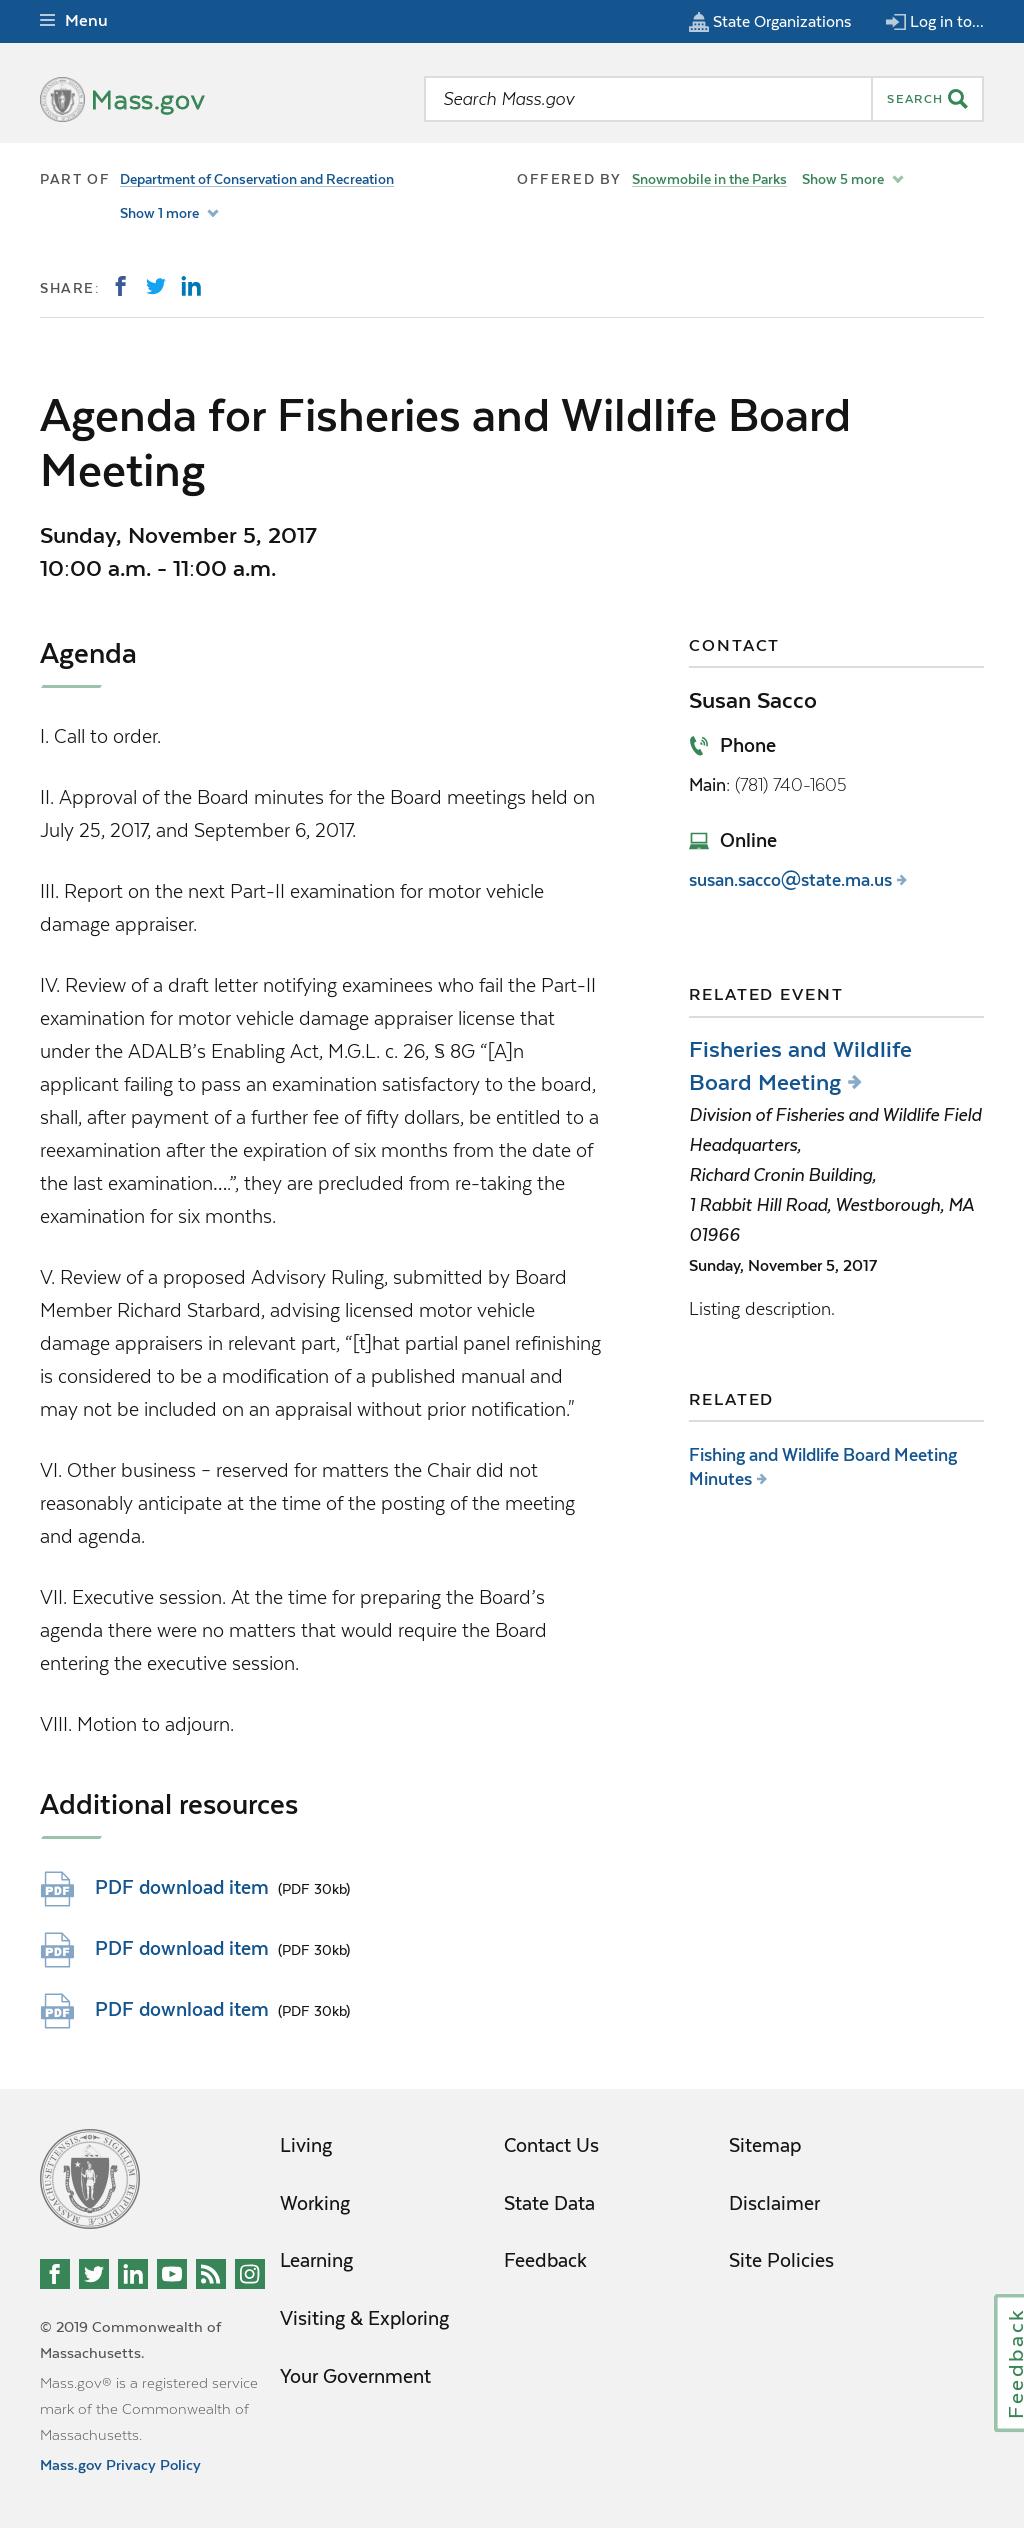 Menu
State Organizations
Log in to...
Mass.gov
Search Mass.gov
SEARCH
PART OF Department of Conservation and Recreation
Show 1 more
OFFERED BY Snowmobile in the Parks Show 5 more
SHARE:
Agenda for Fisheries and Wildlife Board
Meeting
Sunday, November 5, 2017
10:00 a.m. - 11:00 a.m.
Agenda
I. Call to order.
II. Approval of the Board minutes for the Board meetings held on
July 25, 2017, and September 6, 2017.
III. Report on the next Part-II examination for motor vehicle
damage appraiser.
IV. Review of a draft letter notifying examinees who fail the Part-II
examination for motor vehicle damage appraiser license that
under the ADALB’s Enabling Act, M.G.L. c. 26, § 8G “[A]n
applicant failing to pass an examination satisfactory to the board,
shall, after payment of a further fee of fifty dollars, be entitled to a
reexamination after the expiration of six months from the date of
the last examination….”, they are precluded from re-taking the
examination for six months.
V. Review of a proposed Advisory Ruling, submitted by Board
Member Richard Starbard, advising licensed motor vehicle
damage appraisers in relevant part, “[t]hat partial panel refinishing
is considered to be a modification of a published manual and
may not be included on an appraisal without prior notification."
VI. Other business – reserved for matters the Chair did not
reasonably anticipate at the time of the posting of the meeting
and agenda.
VII. Executive session. At the time for preparing the Board’s
agenda there were no matters that would require the Board
entering the executive session.
VIII. Motion to adjourn.
Additional resources
PDF PDF download item (PDF 30kb)
PDF PDF download item (PDF 30kb)
PDF PDF download item (PDF 30kb)
CONTACT
Susan Sacco
Phone
Main: (781) 740-1605
Online
susan.sacco@state.ma.us
RELATED EVENT
Fisheries and Wildlife
Board Meeting
Division of Fisheries and Wildlife Field
Headquarters,
Richard Cronin Building,
1 Rabbit Hill Road, Westborough, MA
01966
Sunday, November 5, 2017
Listing description.
RELATED
Fishing and Wildlife Board Meeting
Minutes
Living
Working
Learning
Visiting & Exploring
Your Government
Contact Us
State Data
Feedback
Sitemap
Disclaimer
Site Policies
© 2019 Commonwealth of
Massachusetts.
Mass.gov® is a registered service
mark of the Commonwealth of
Massachusetts.
Mass.gov Privacy Policy
Feedback